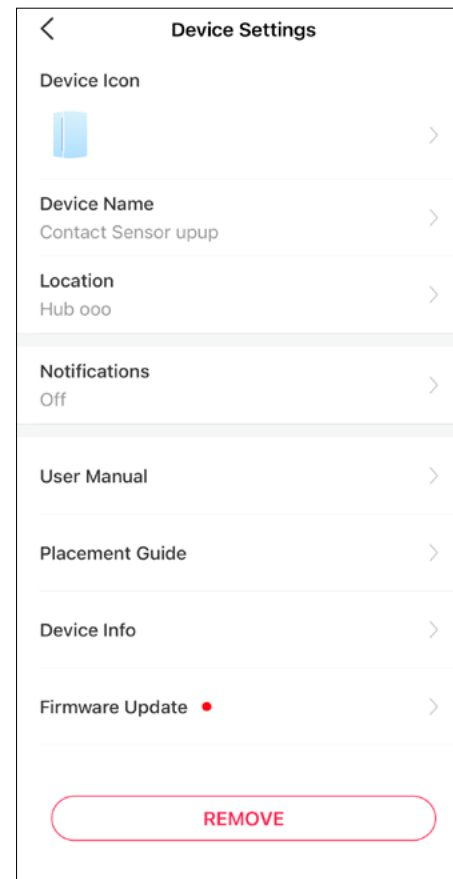 Device Settings
Device Icon
Device Name
Contact Sensor upup
Location
Hub ooo
Notifications
Off
User Manual
Placement Guide
Device Info
Firmware Update
REMOVE